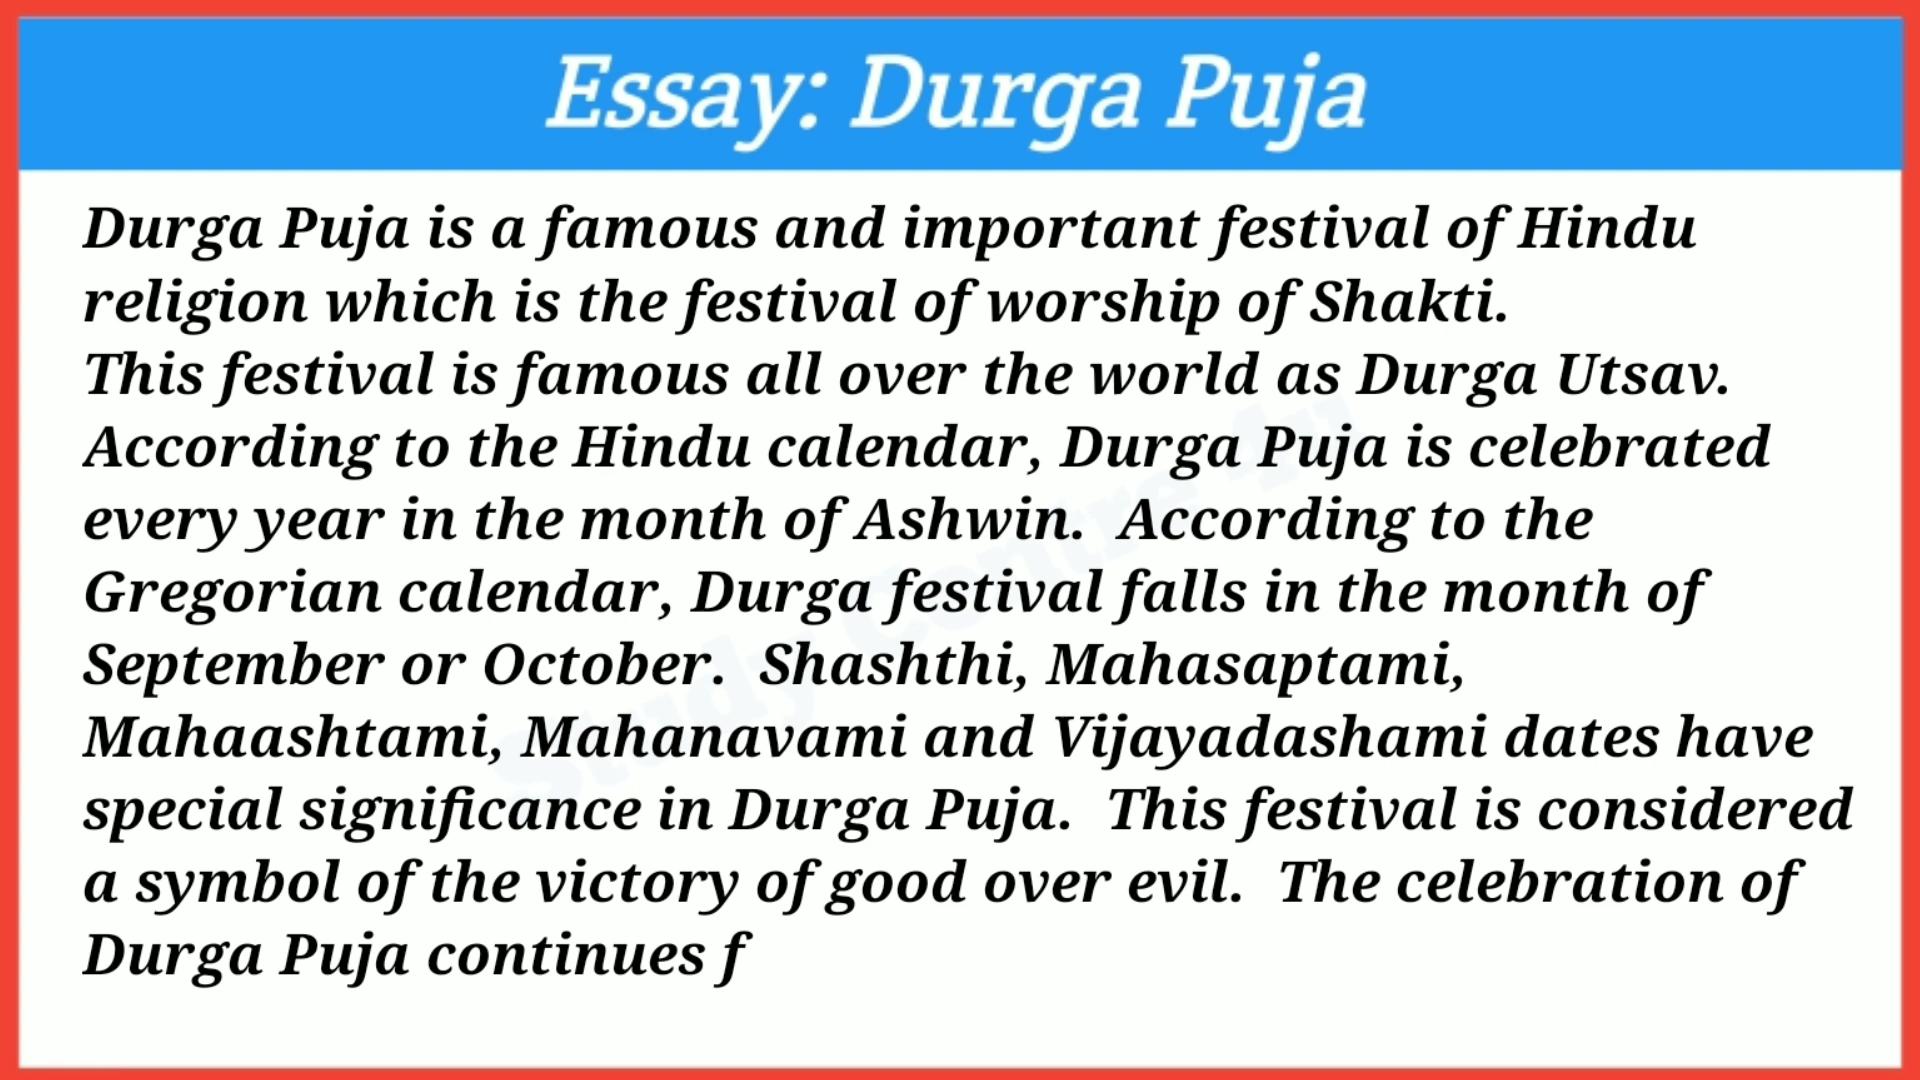 Essay: Durga Puja
Durga Puja is a famous and important festival of Hindu
religion which is the festival of worship of Shakti.
This festival is famous all over the world as Durga Utsav.
According to the Hindu calendar, Durga Puja is celebrated
every year in the month of Ashwin.  According to the
Gregorian calendar, Durga festival falls in the month of
September or October.  Shashthi, Mahasaptami,
Mahaashtami, Mahanavami and Vijayadashami dates have
special significance in Durga Puja.  This festival is considered
a symbol of the victory of good over evil.  The celebration of
Durga Puja continues f
Study Centre 4u